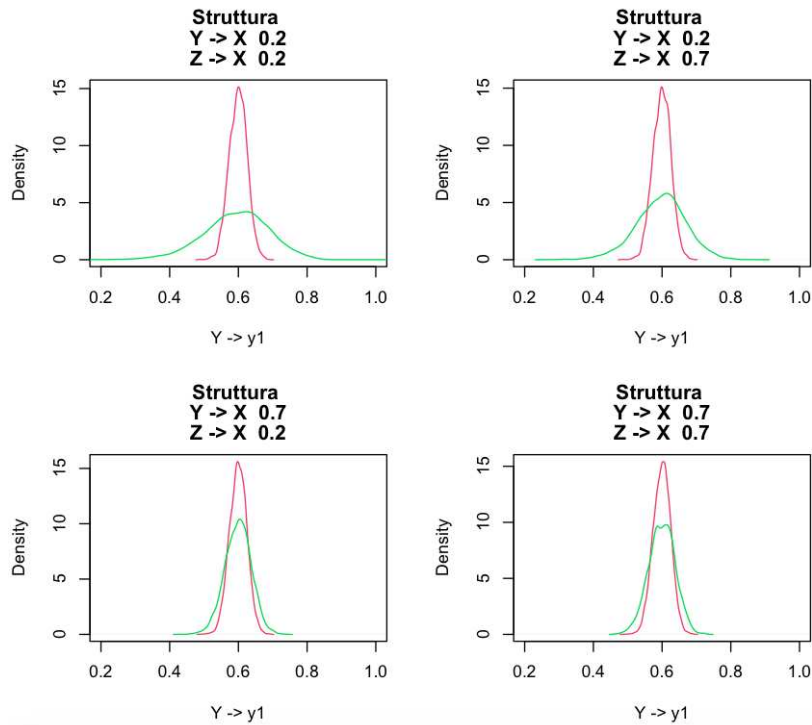 Struttura
Y -> X 0.2
Z -> X 0.2
15
10
5
0
Density
0.2 0.4 0.6 0.8 1.0
Y -> y1
Struttura
Y -> X 0.2
Z -> X 0.7
15
10
5
0
Density
0.2 0.4 0.6 0.8 1.0
Y -> y1
Struttura
Y -> X 0.7
Z -> X 0.2
15
10
5
0
Density
0.2 0.4 0.6 0.8 1.0
Y -> y1
Struttura
Y -> X 0.7
Z -> X 0.7
15
10
5
0
Density
0.2 0.4 0.6 0.8 1.0
Y -> y1